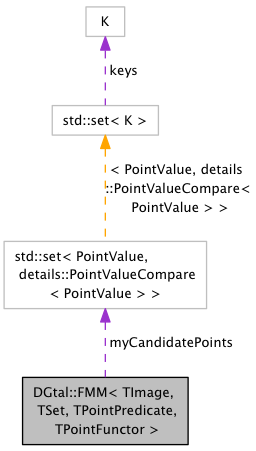 K
keys
std::set< K >
< PointValue, details
::PointValueCompare<
PointValue > >
std::set< PointValue,
details::PointValueCompare
< PointValue > >
myCandidatePoints
DGtal::FMM< TImage,
TSet, TPointPredicate,
TPointFunctor >